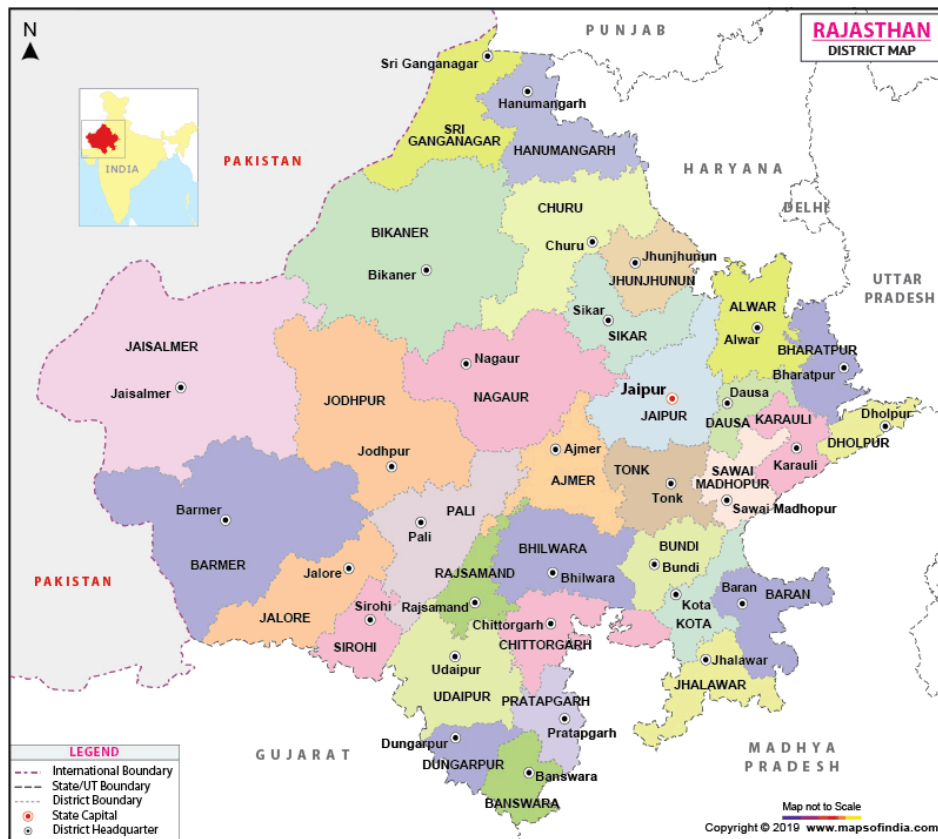 N
PUNJAB
RAJASTHAN
DISTRICT MAP
Sri Ganganagar
Hanumangarh
SRI
GANGANAGAR
HANUMANGARH
INDIA
PAKISTAN
HARYANA
DELHI
CHURU
BIKANER
Churu
Bikaner
Jhunjhunun
JHUNJHUNUN
UTTAR
PRADESH
Sikar
SIKAR
ALWAR
Alwar
JAISALMER
Jaisalmer
BHARATPUR
Bharatpur
Nagaur
NAGAUR
JODHPUR
Jodhpur
Jaipur
JAIPUR
Dausa
DAUSA
KARAULI
Karauli
Dholpur
DHOLPUR
Ajmer
AJMER
TONK
Tonk
SAWAI
MADHOPUR
Sawai Madhopur
Barmer
BARMER
PALI
Pali
BHILWARA
Bhilwara
BUNDI
Bundi
PAKISTAN
Jalore
JALORE
RAJSAMAND
Rajsamand
Sirohi
SIROHI
Chittorgarh
CHITTORGARH
Kota
KOTA
Baran
BARAN
Udaipur
UDAIPUR
Jhalawar
JHALAWAR
PRATAPGARH
Pratapgarh
GUJARAT
Dungarpur
DUNGARPUR
Banswara
BANSWARA
MADHYA
PRADESH
LEGEND
International Boundary
State/UT Boundary
District Boundary
State Capital
District Headquarter
Map not to Scale
Copyright © 2019 www.mapsofindia.com